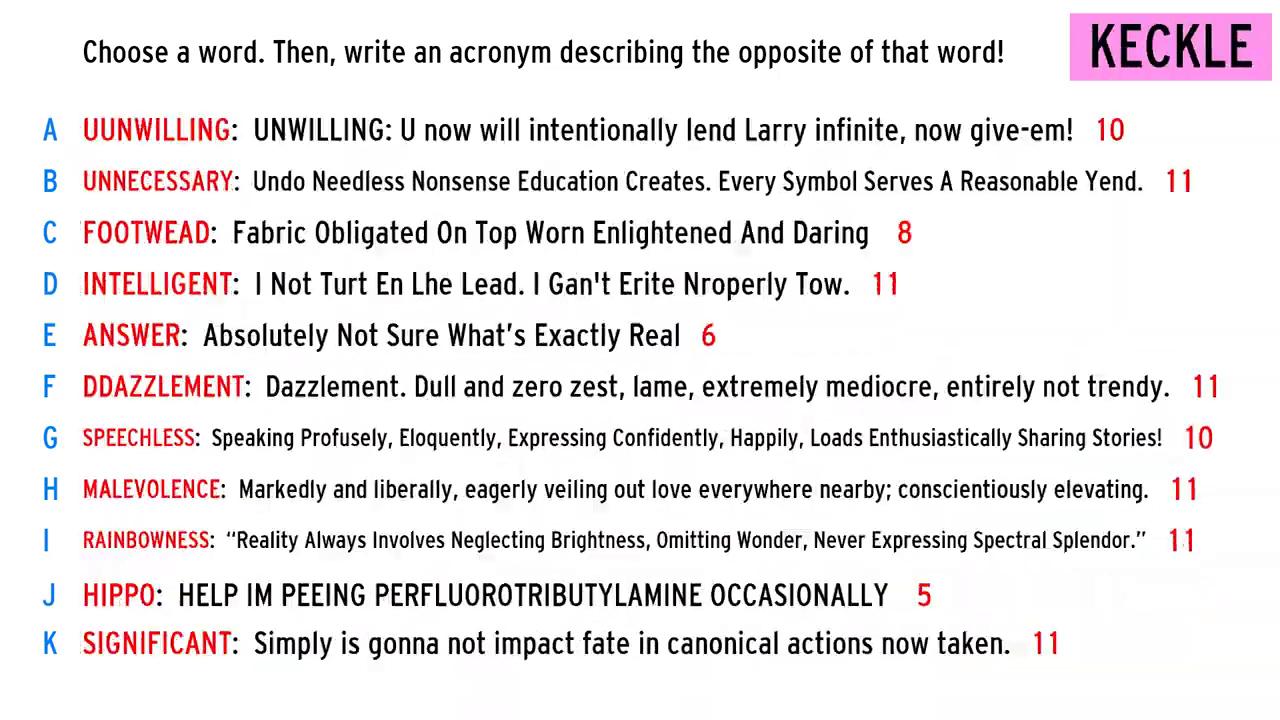 Choose a word. Then, write an acronym describing the opposite of that word!
KECKLE
A UUNWILLING: UNWILLING: U now will intentionally lend Larry infinite, now give-em! 10
B UNNECESSARY: Undo Needless Nonsense Education Creates. Every Symbol Serves A Reasonable Yend. 11
C FOOTWEAD: Fabric Obligated On Top Worn Enlightened And Daring 8
D INTELLIGENT: I Not Turt En Lhe Lead. I Gan't Erite Nroperly Tow. 11
E ANSWER: Absolutely Not Sure What's Exactly Real 6
F DDAZZLEMENT: Dazzlement. Dull and zero zest, lame, extremely mediocre, entirely not trendy. 11
G SPEECHLESS: Speaking Profusely, Eloquently, Expressing Confidently, Happily, Loads Enthusiastically Sharing Stories! 10
H MALEVOLENCE: Markedly and liberally, eagerly veiling out love everywhere nearby; conscientiously elevating. 11
I RAINBOWNESS: “Reality Always Involves Neglecting Brightness, Omitting Wonder, Never Expressing Spectral Splendor.” 11
J HIPPO: HELP IM PEEING PERFLUOROTRIBUTYLAMINE OCCASIONALLY 5
K SIGNIFICANT: Simply is gonna not impact fate in canonical actions now taken. 11